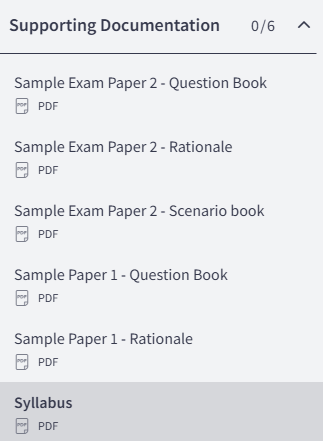 Supporting Documentation 0/6
Sample Exam Paper 2 - Question Book
PDF
Sample Exam Paper 2 - Rationale
PDF
Sample Exam Paper 2 - Scenario book
PDF
Sample Paper 1 - Question Book
PDF
Sample Paper 1 - Rationale
PDF
Syllabus
PDF